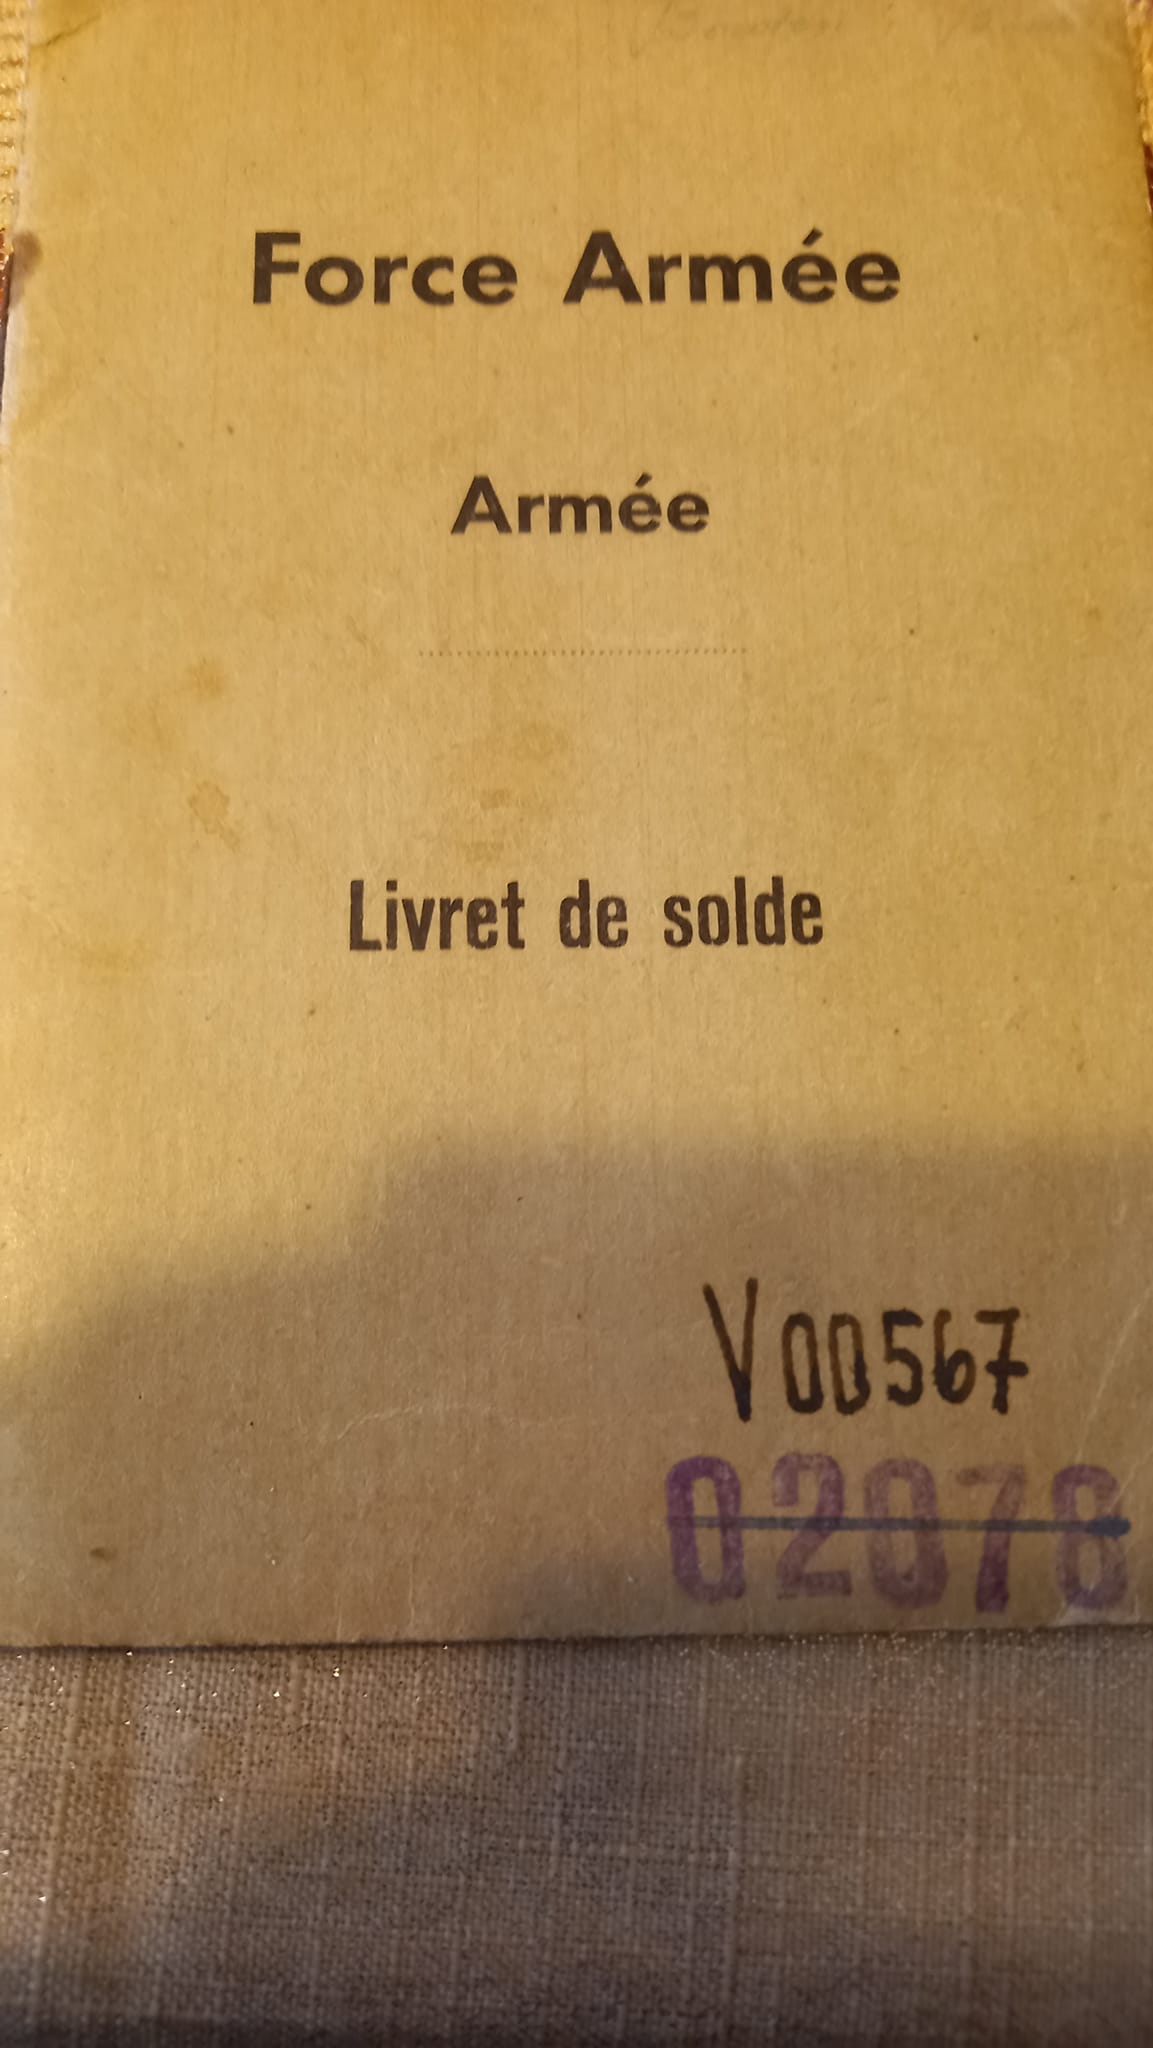 Force Armée
Armée
Livret de solde
V00567
02078